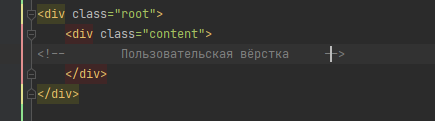 <div class="root">
<div class="content">
<!-- Пользовательская вёрстка -->
</div>
</div>